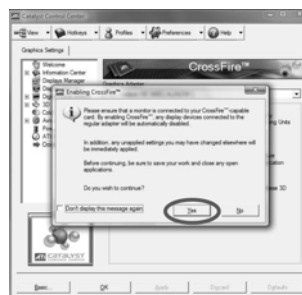 Catalyst Control Center
View
Hotkeys
Profiles
Preferences
Help
Graphics Settings
Welcome
Information Center
Displays Manager
CrossFire™
Graphics Adapter
Enabling CrossFire™
Please ensure that a monitor is connected to your CrossFire™-capable
card. By enabling CrossFire™, any display devices connected to the
regular adapter will be automatically disabled.
In addition, any unapplied settings you may have changed elsewhere will
be immediately applied.
Before continuing, be sure to save your work and close any open
applications.
Do you wish to continue?
Don't display this message again
Yes
No
ATI CATALYST
Basic...
OK
Apply
Discard
Defaults